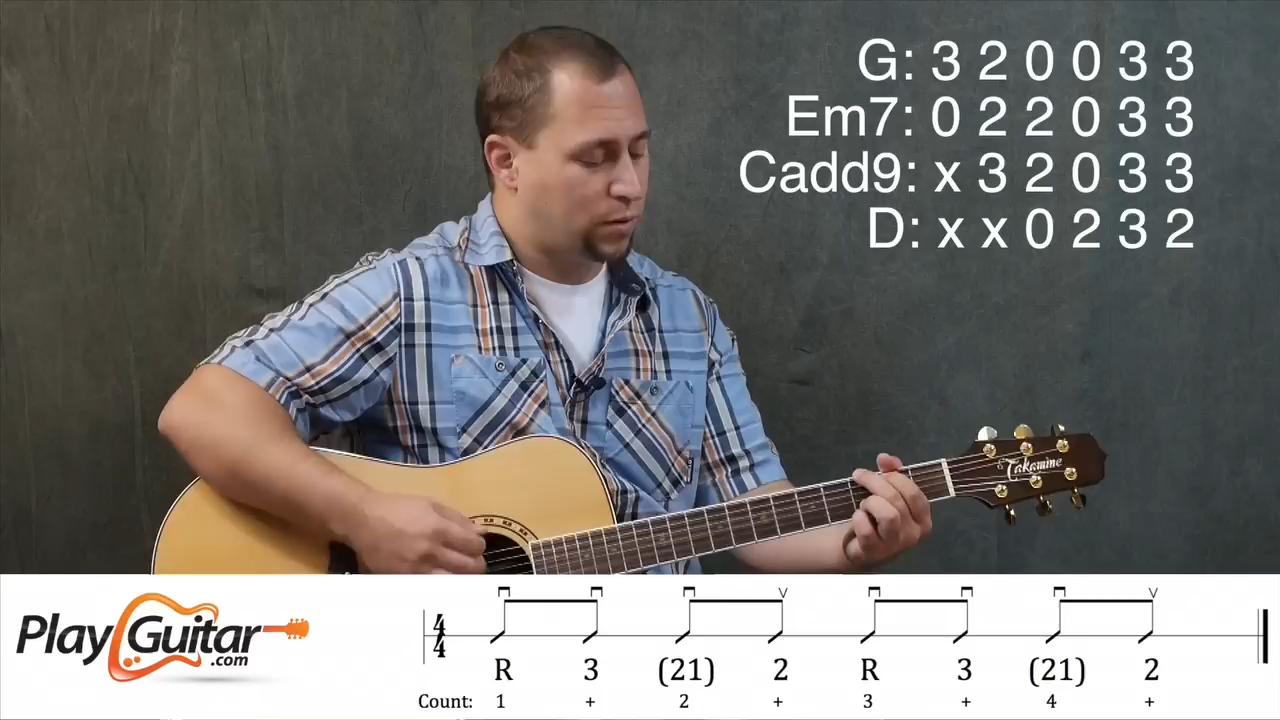 G: 3 2 0 0 3 3
Em7: 0 2 2 0 3 3
Cadd9: x 3 2 0 3 3
D: x x 0 2 3 2
Takamine
PlayGuitar
.com
4
4
R 3 (21) 2 R 3 (21) 2
Count: 1 + 2 + 3 + 4 +